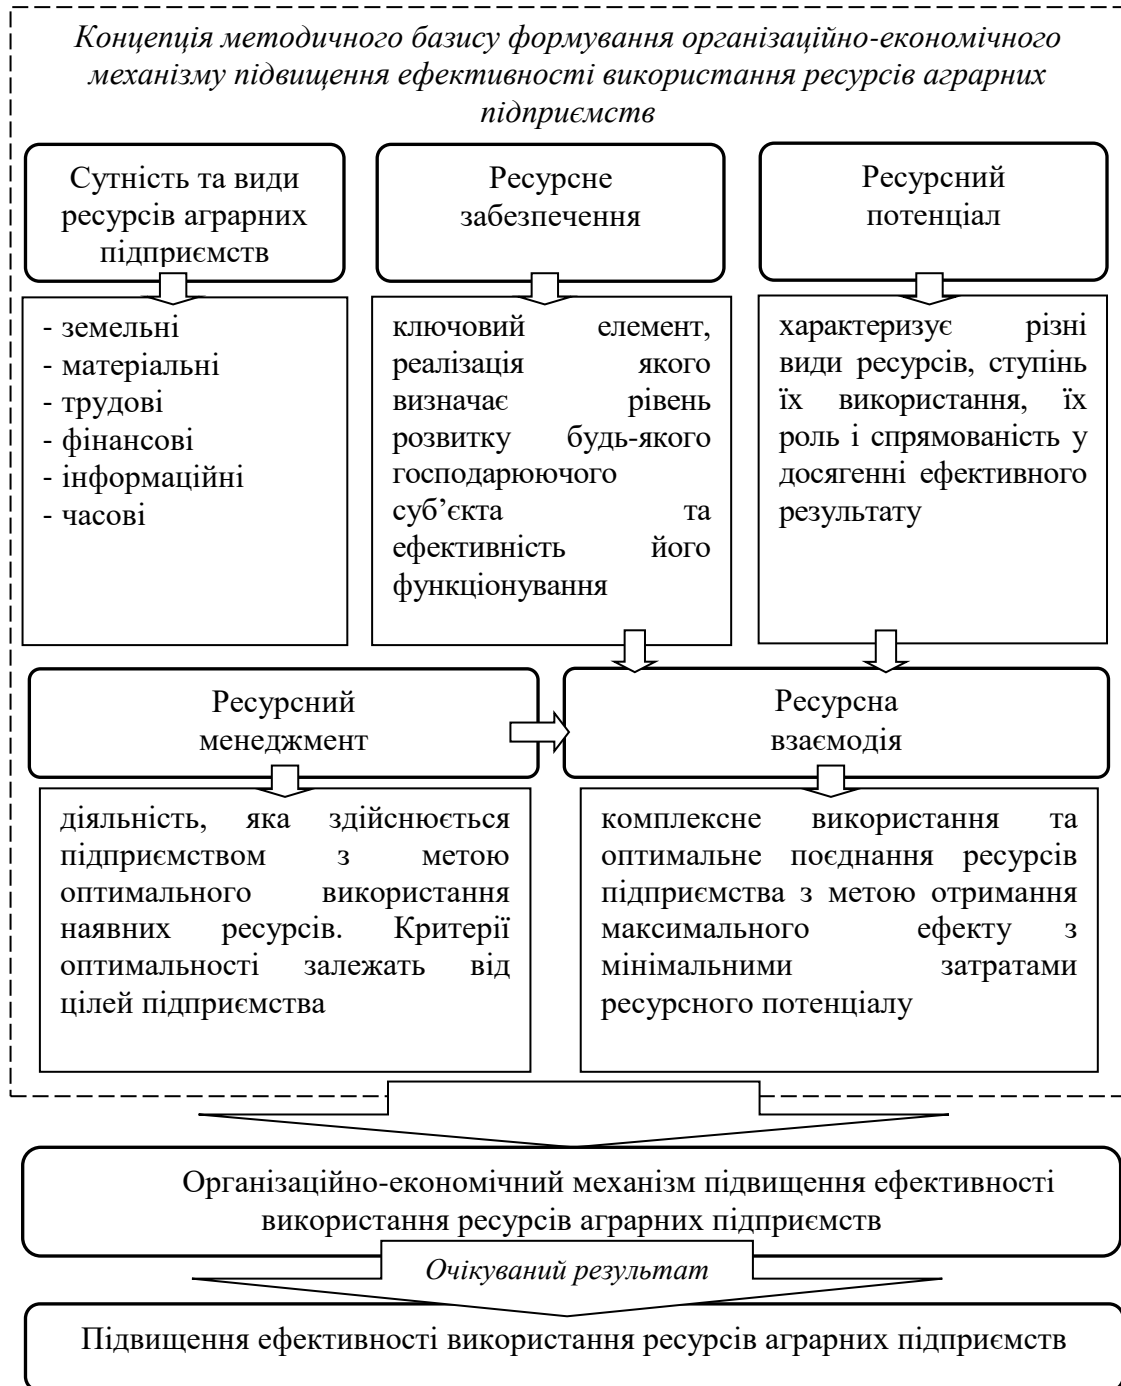 Концепція методичного базису формування організаційно-економічного
механізму підвищення ефективності використання ресурсів аграрних
підприємств
Сутність та види
ресурсів аграрних
підприємств
Ресурсне
забезпечення
Ресурсний
потенціал
- земельні
- матеріальні
- трудові
- фінансові
- інформаційні
- часові
ключовий елемент,
реалізація якого
визначає рівень
розвитку будь-якого
господарюючого
суб’єкта та
ефективність його
функціонування
характеризує різні
види ресурсів, ступінь
їх використання, їх
роль і спрямованість у
досягенні ефективного
результату
Ресурсний
менеджмент
Ресурсна
взаємодія
діяльність, яка здійснюється
підприємством з метою
оптимального використання
наявних ресурсів. Критерії
оптимальності залежать від
цілей підприємства
комплексне використання та
оптимальне поєднання ресурсів
підприємства з метою отримання
максимального ефекту з
мінімальними затратами
ресурсного потенціалу
Організаційно-економічний механізм підвищення ефективності
використання ресурсів аграрних підприємств
Очікуваний результат
Підвищення ефективності використання ресурсів аграрних підприємств